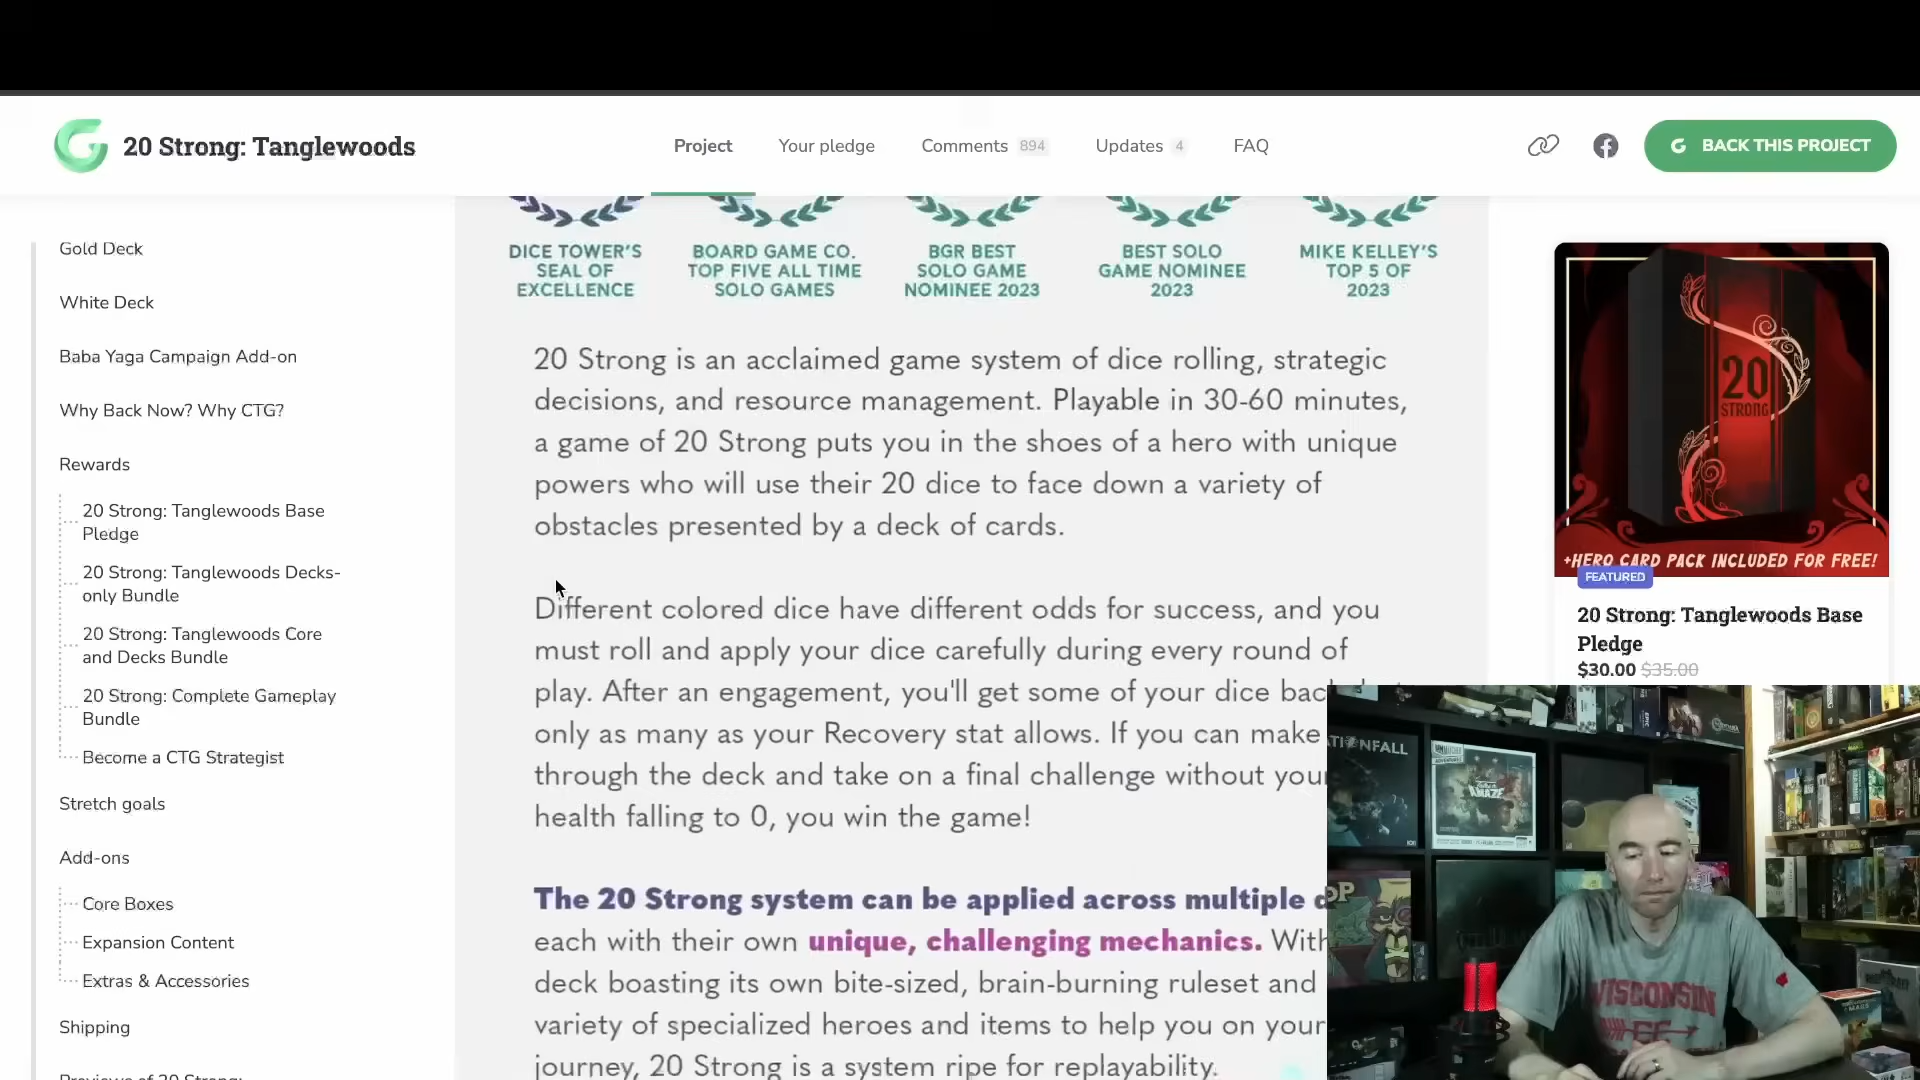 20 Strong: Tanglewoods
Project
Your pledge
Comments 894
Updates 4
FAQ
BACK THIS PROJECT
Gold Deck
White Deck
Baba Yaga Campaign Add-on
Why Back Now? Why CTG?
Rewards
20 Strong: Tanglewoods Base
Pledge
20 Strong: Tanglewoods Decks-
only Bundle
20 Strong: Tanglewoods Core
and Decks Bundle
20 Strong: Complete Gameplay
Bundle
Become a CTG Strategist
Stretch goals
Add-ons
Core Boxes
Expansion Content
Extras & Accessories
Shipping
Previews of 20 Strong:
DICE TOWER'S
SEAL OF
EXCELLENCE
BOARD GAME CO.
TOP FIVE ALL TIME
SOLO GAMES
BGR BEST
SOLO GAME
NOMINEE 2023
BEST SOLO
GAME NOMINEE
2023
MIKE KELLEY'S
TOP 5 OF
2023
20 Strong is an acclaimed game system of dice rolling, strategic
decisions, and resource management. Playable in 30-60 minutes,
a game of 20 Strong puts you in the shoes of a hero with unique
powers who will use their 20 dice to face down a variety of
obstacles presented by a deck of cards.
Different colored dice have different odds for success, and you
must roll and apply your dice carefully during every round of
play. After an engagement, you'll get some of your dice
only as many as your Recovery stat allows. If you can make
through the deck and take on a final challenge without
health falling to 0, you win the game!
The 20 Strong system can be applied across multiple
each with their own unique, challenging mechanics.
deck boasting its own bite-sized, brain-burning ruleset and
variety of specialized heroes and items to help you on your
journey, 20 Strong is a system ripe for replayability.
20
STRONG
+HERO CARD PACK INCLUDED FOR FREE!
FEATURED
20 Strong: Tanglewoods Base
Pledge
$30.00 $35.00
WISCONSIN